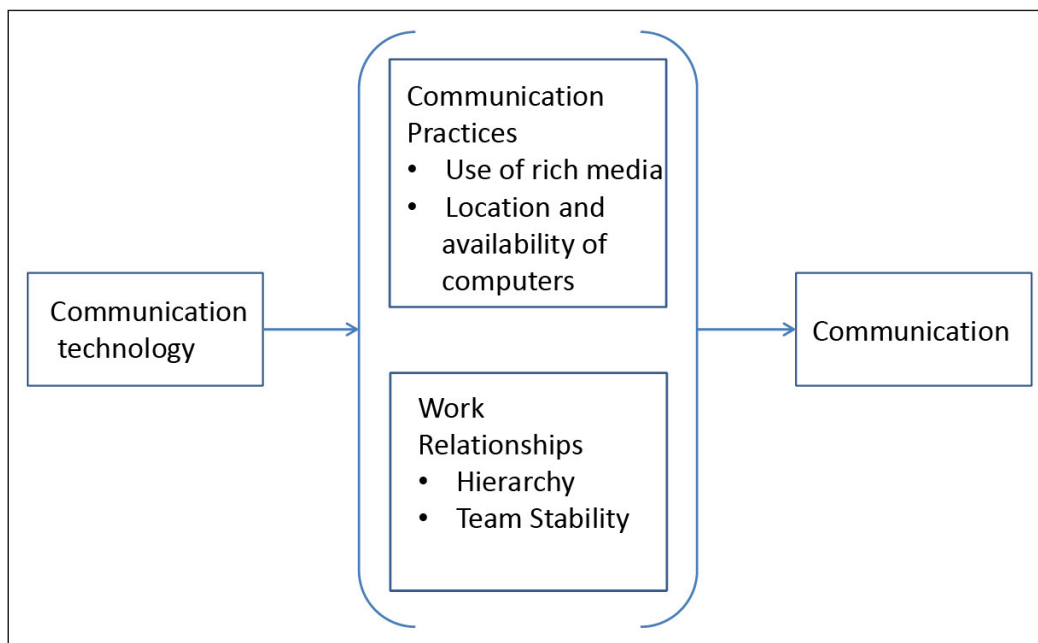 Communication
technology
Communication
Practices
• Use of rich media
• Location and
availability of
computers
Work
Relationships
• Hierarchy
• Team Stability
Communication